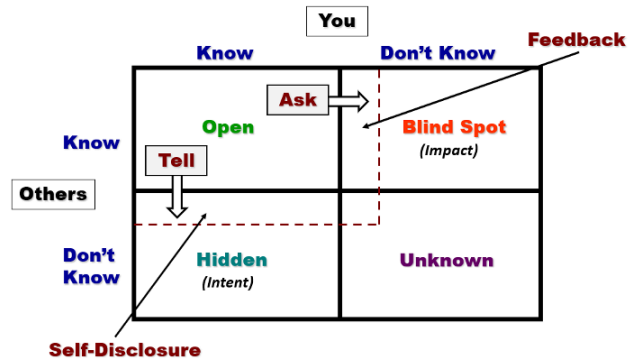 You
Feedback
Know
Don't Know
Ask
Know
Open
Blind Spot
(Impact)
Tell
Others
Don't
Know
Hidden
(Intent)
Unknown
Self-Disclosure